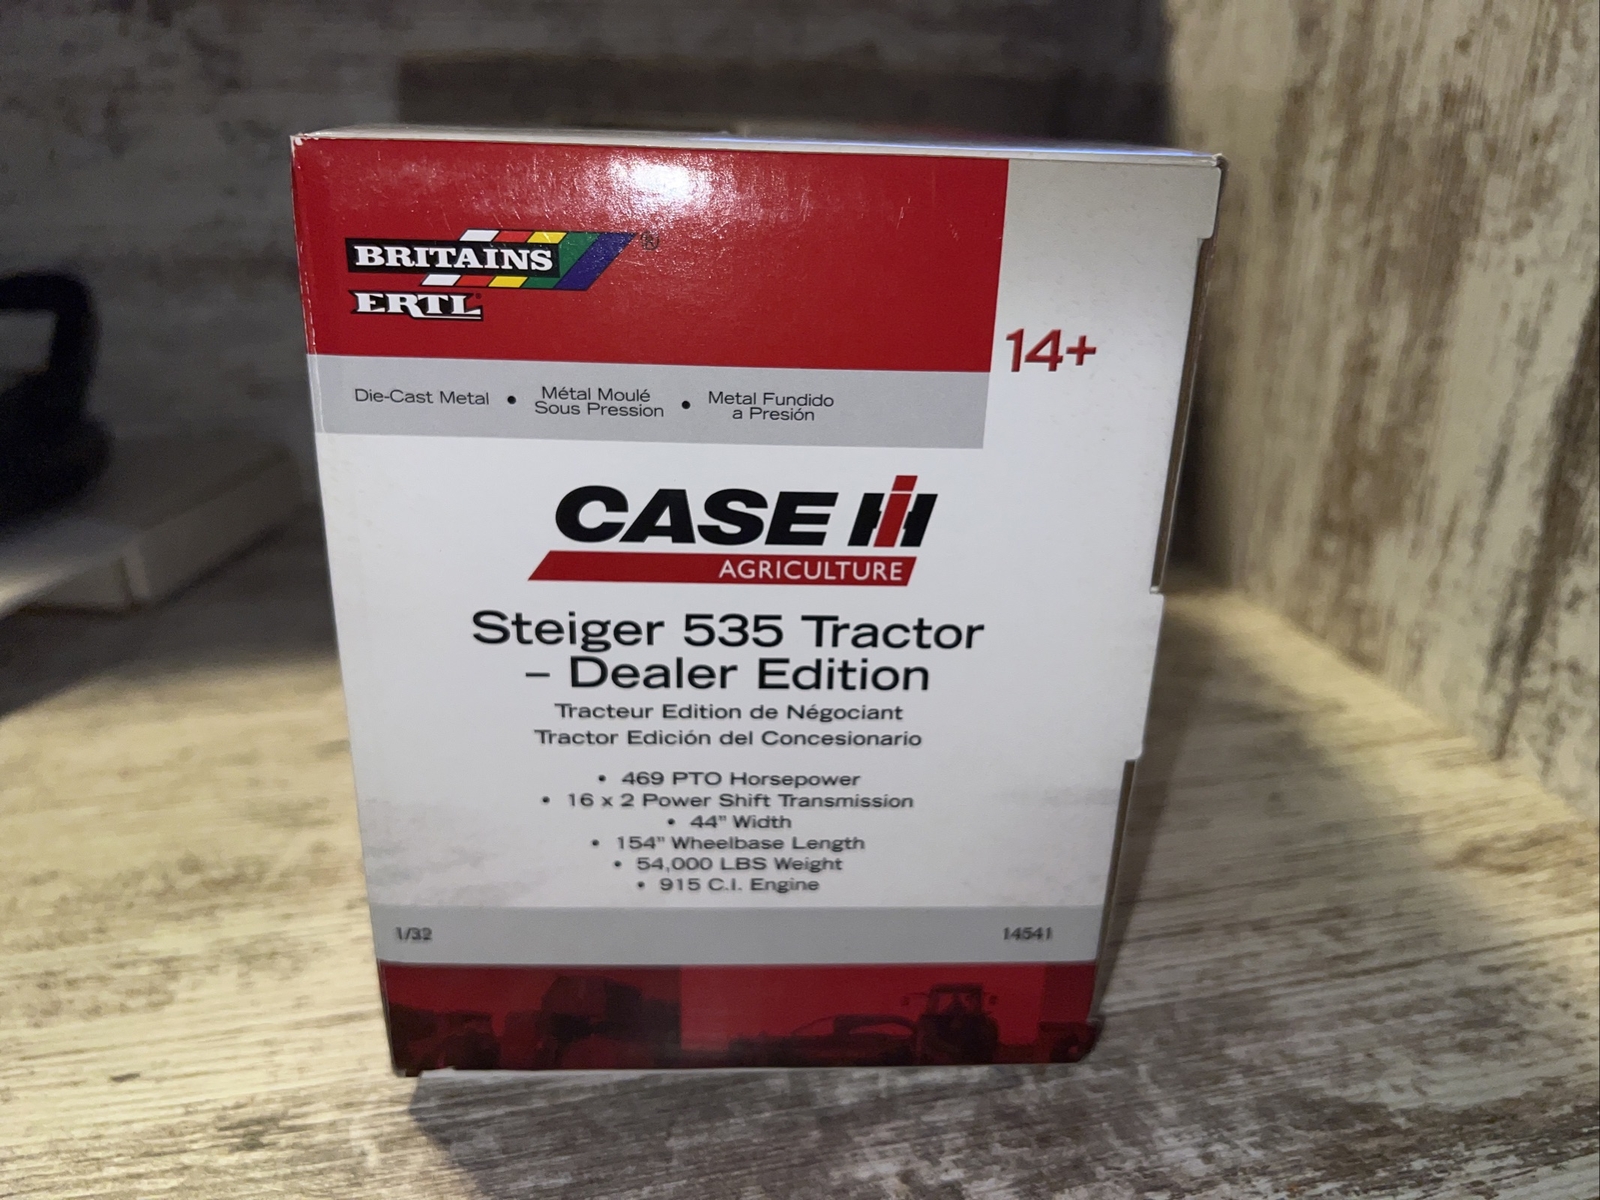 BRITAINS ®
ERTL
14+
Die-Cast Metal • Métal Moulé Sous Pression • Metal Fundido a Presión
CASE IH
AGRICULTURE
Steiger 535 Tractor
– Dealer Edition
Tracteur Edition de Négociant
Tractor Edición del Concesionario
• 469 PTO Horsepower
• 16 x 2 Power Shift Transmission
• 44" Width
• 154" Wheelbase Length
• 54,000 LBS Weight
• 915 C.I. Engine
1/32
14541